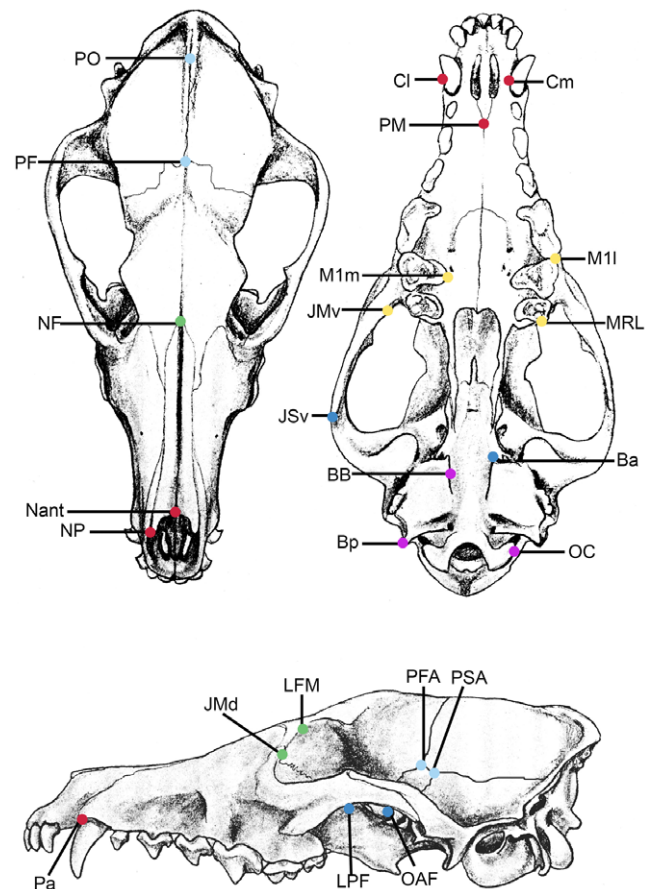 PO
PF
NF
Nant
NP
Cl
Cm
PM
M1m
M1l
JMv
MRL
JSv
BB
Ba
Bp
OC
LFM
JMd
PFA
PSA
Pa
LPF
OAF